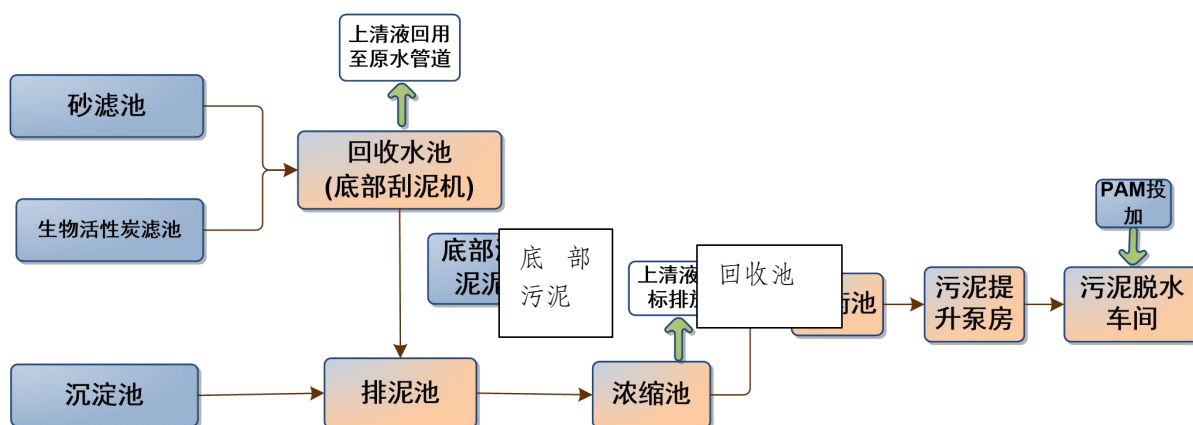 上清液回用
至原水管道
砂滤池
回收水池
(底部刮泥机)
生物活性炭滤池
PAM投
加
底部
泥泥
底 部
污泥
上清液
标排放
回收池
池
污泥提
升泵房
污泥脱水
车间
沉淀池
排泥池
浓缩池